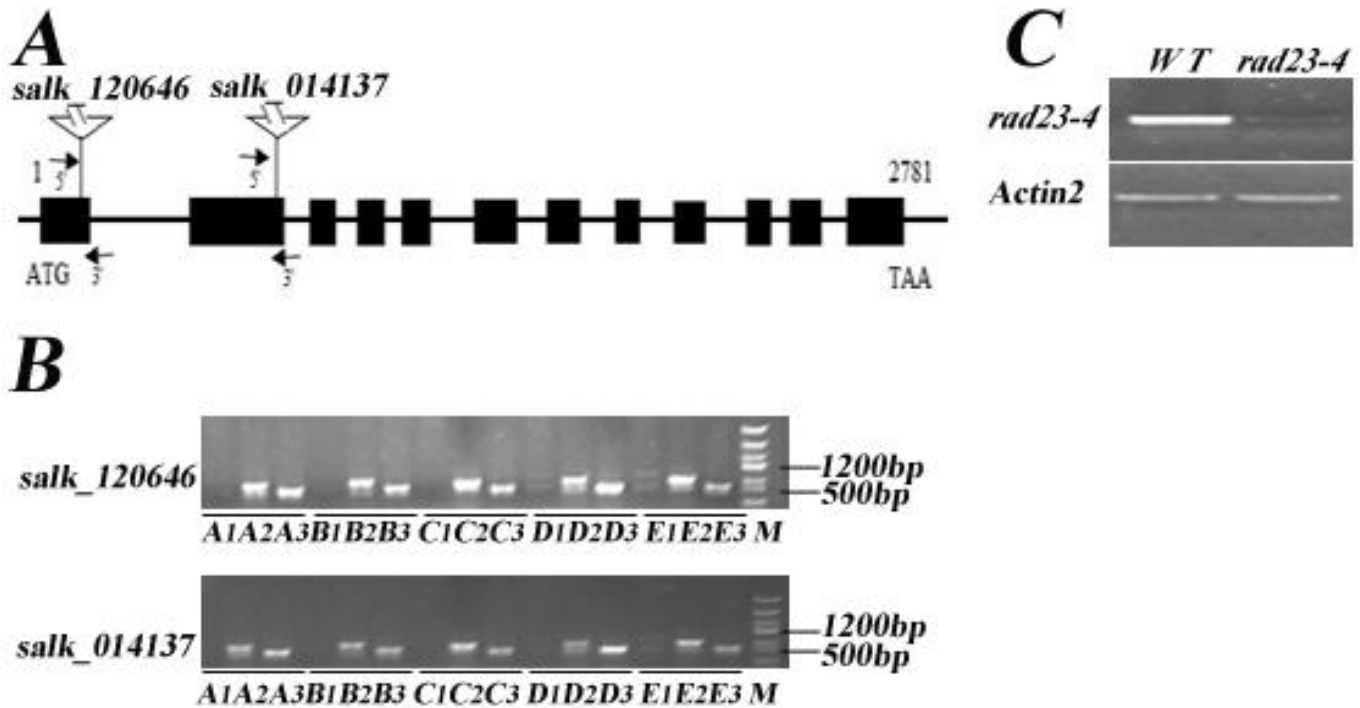 A
salk_120646 salk_014137
1 5' 5' 2781
ATG 3' 3' TAA
C
WT rad23-4
rad23-4
Actin2
B
salk_120646
1200bp
500bp
A1A2A3B1B2B3 C1C2C3 D1D2D3 E1E2E3 M
salk_014137
1200bp
500bp
A1A2A3B1B2B3 C1C2C3 D1D2D3 E1E2E3 M